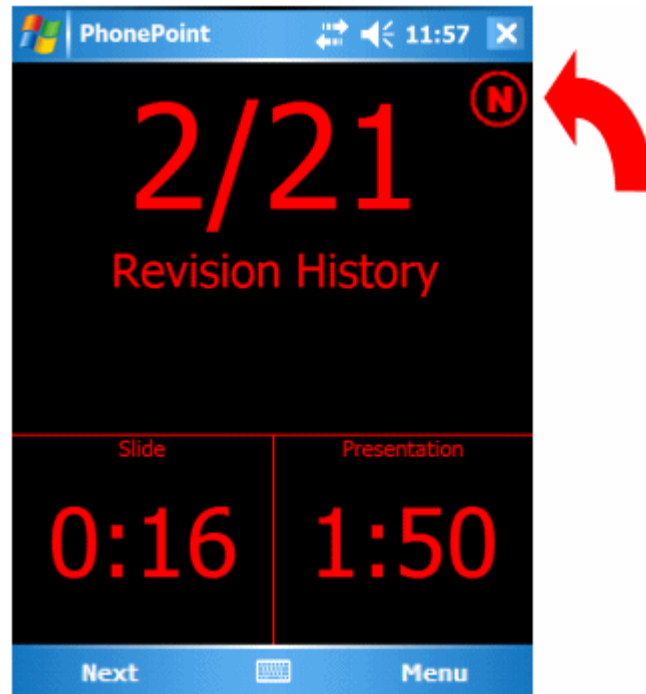 PhonePoint 11:57
N
2/21
Revision History
Slide Presentation
0:16 1:50
Next Menu